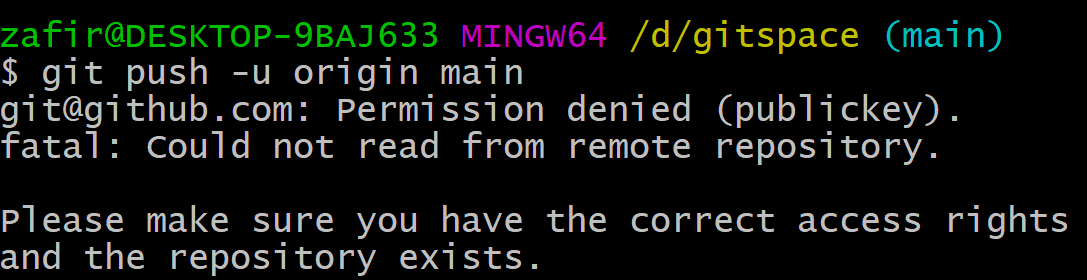 zafir@DESKTOP-9BAJ633 MINGW64 /d/gitspace (main)
$ git push -u origin main
git@github.com: Permission denied (publickey).
fatal: Could not read from remote repository.

Please make sure you have the correct access rights
and the repository exists.